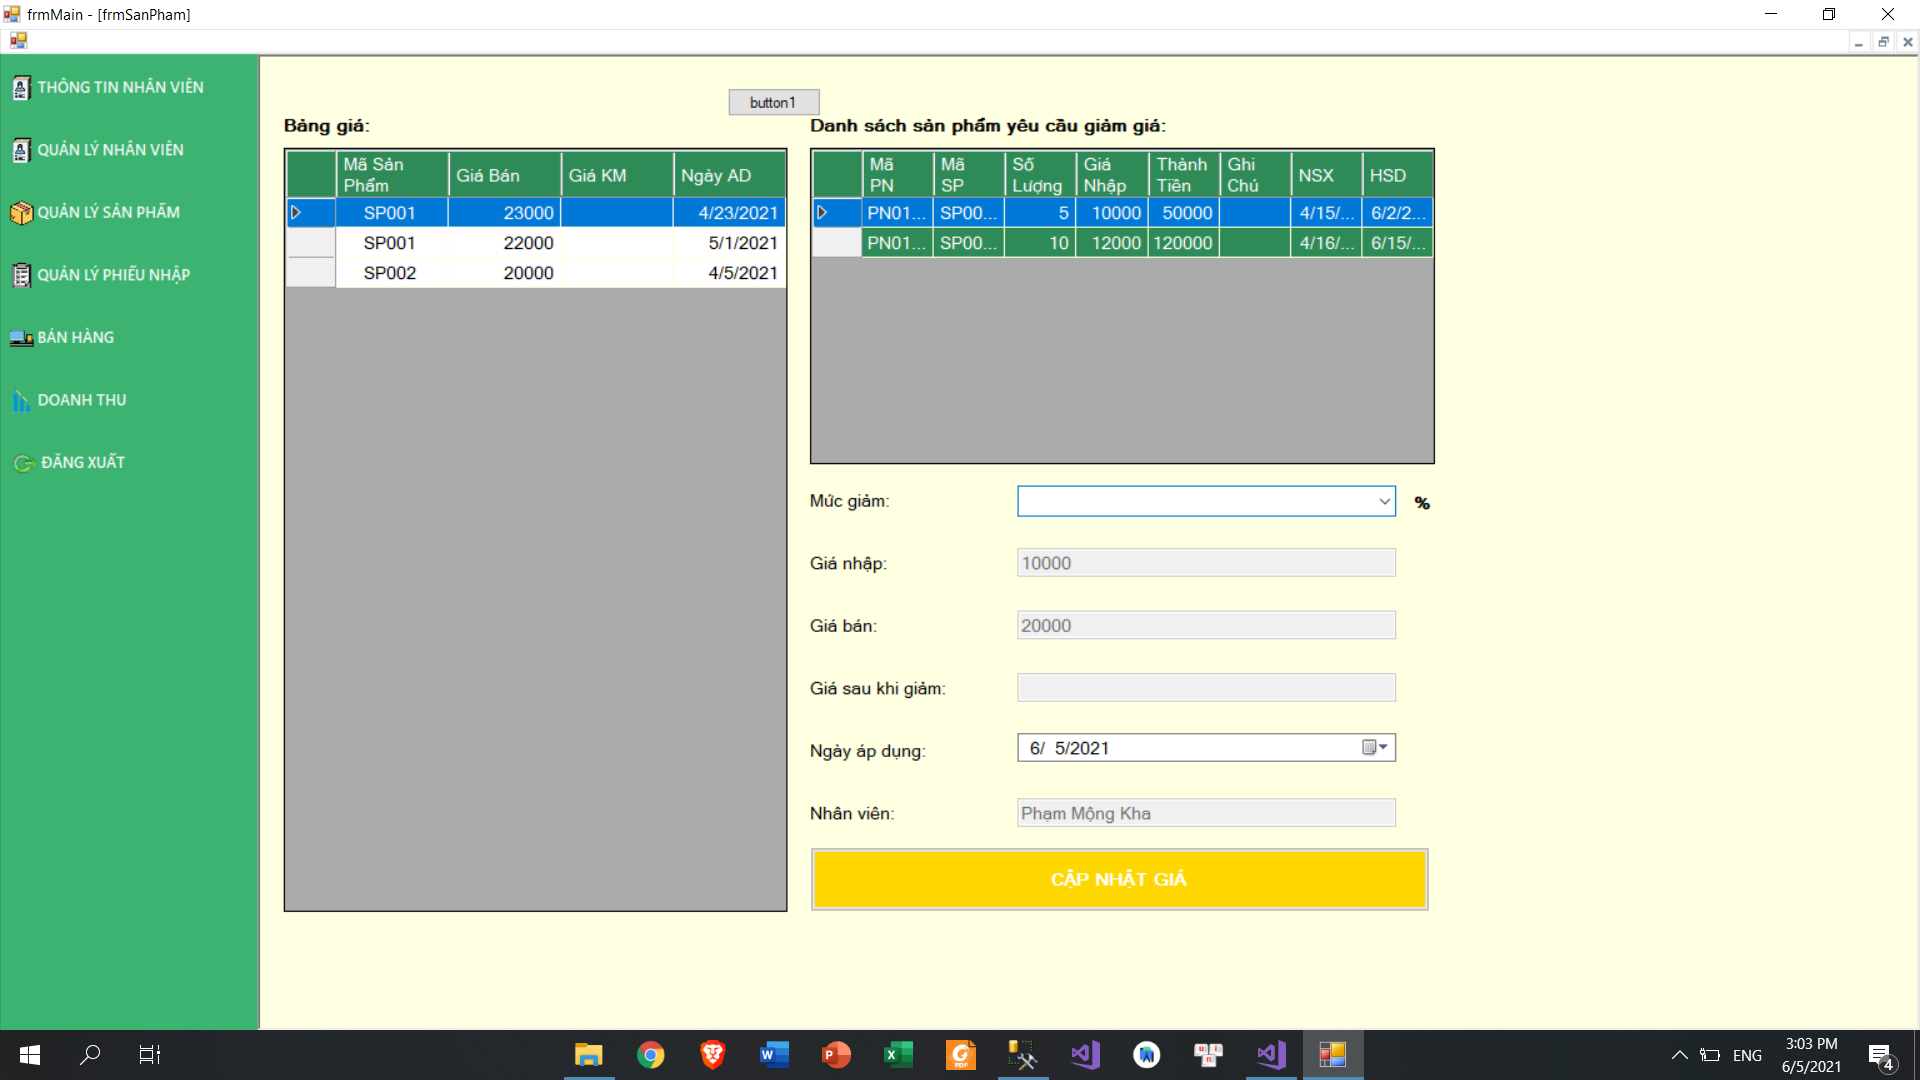 frmMain - [frmSanPham]
THÔNG TIN NHÂN VIÊN
QUẢN LÝ NHÂN VIÊN
QUẢN LÝ SẢN PHẨM
QUẢN LÝ PHIẾU NHẬP
BÁN HÀNG
DOANH THU
ĐĂNG XUẤT
button1
Bảng giá:
Mã Sản Phẩm Giá Bán Giá KM Ngày AD
SP001 23000 4/23/2021
SP001 22000 5/1/2021
SP002 20000 4/5/2021
Danh sách sản phẩm yêu cầu giảm giá:
Mã PN Mã SP Số Lượng Giá Nhập Thành Tiền Ghi Chú NSX HSD
PN01... SP00... 5 10000 50000 4/15/... 6/2/2...
PN01... SP00... 10 12000 120000 4/16/... 6/15/...
Mức giảm: %
Giá nhập: 10000
Giá bán: 20000
Giá sau khi giảm:
Ngày áp dụng: 6/ 5/2021
Nhân viên: Phạm Mộng Kha
CẬP NHẬT GIÁ
ENG
3:03 PM
6/5/2021
4